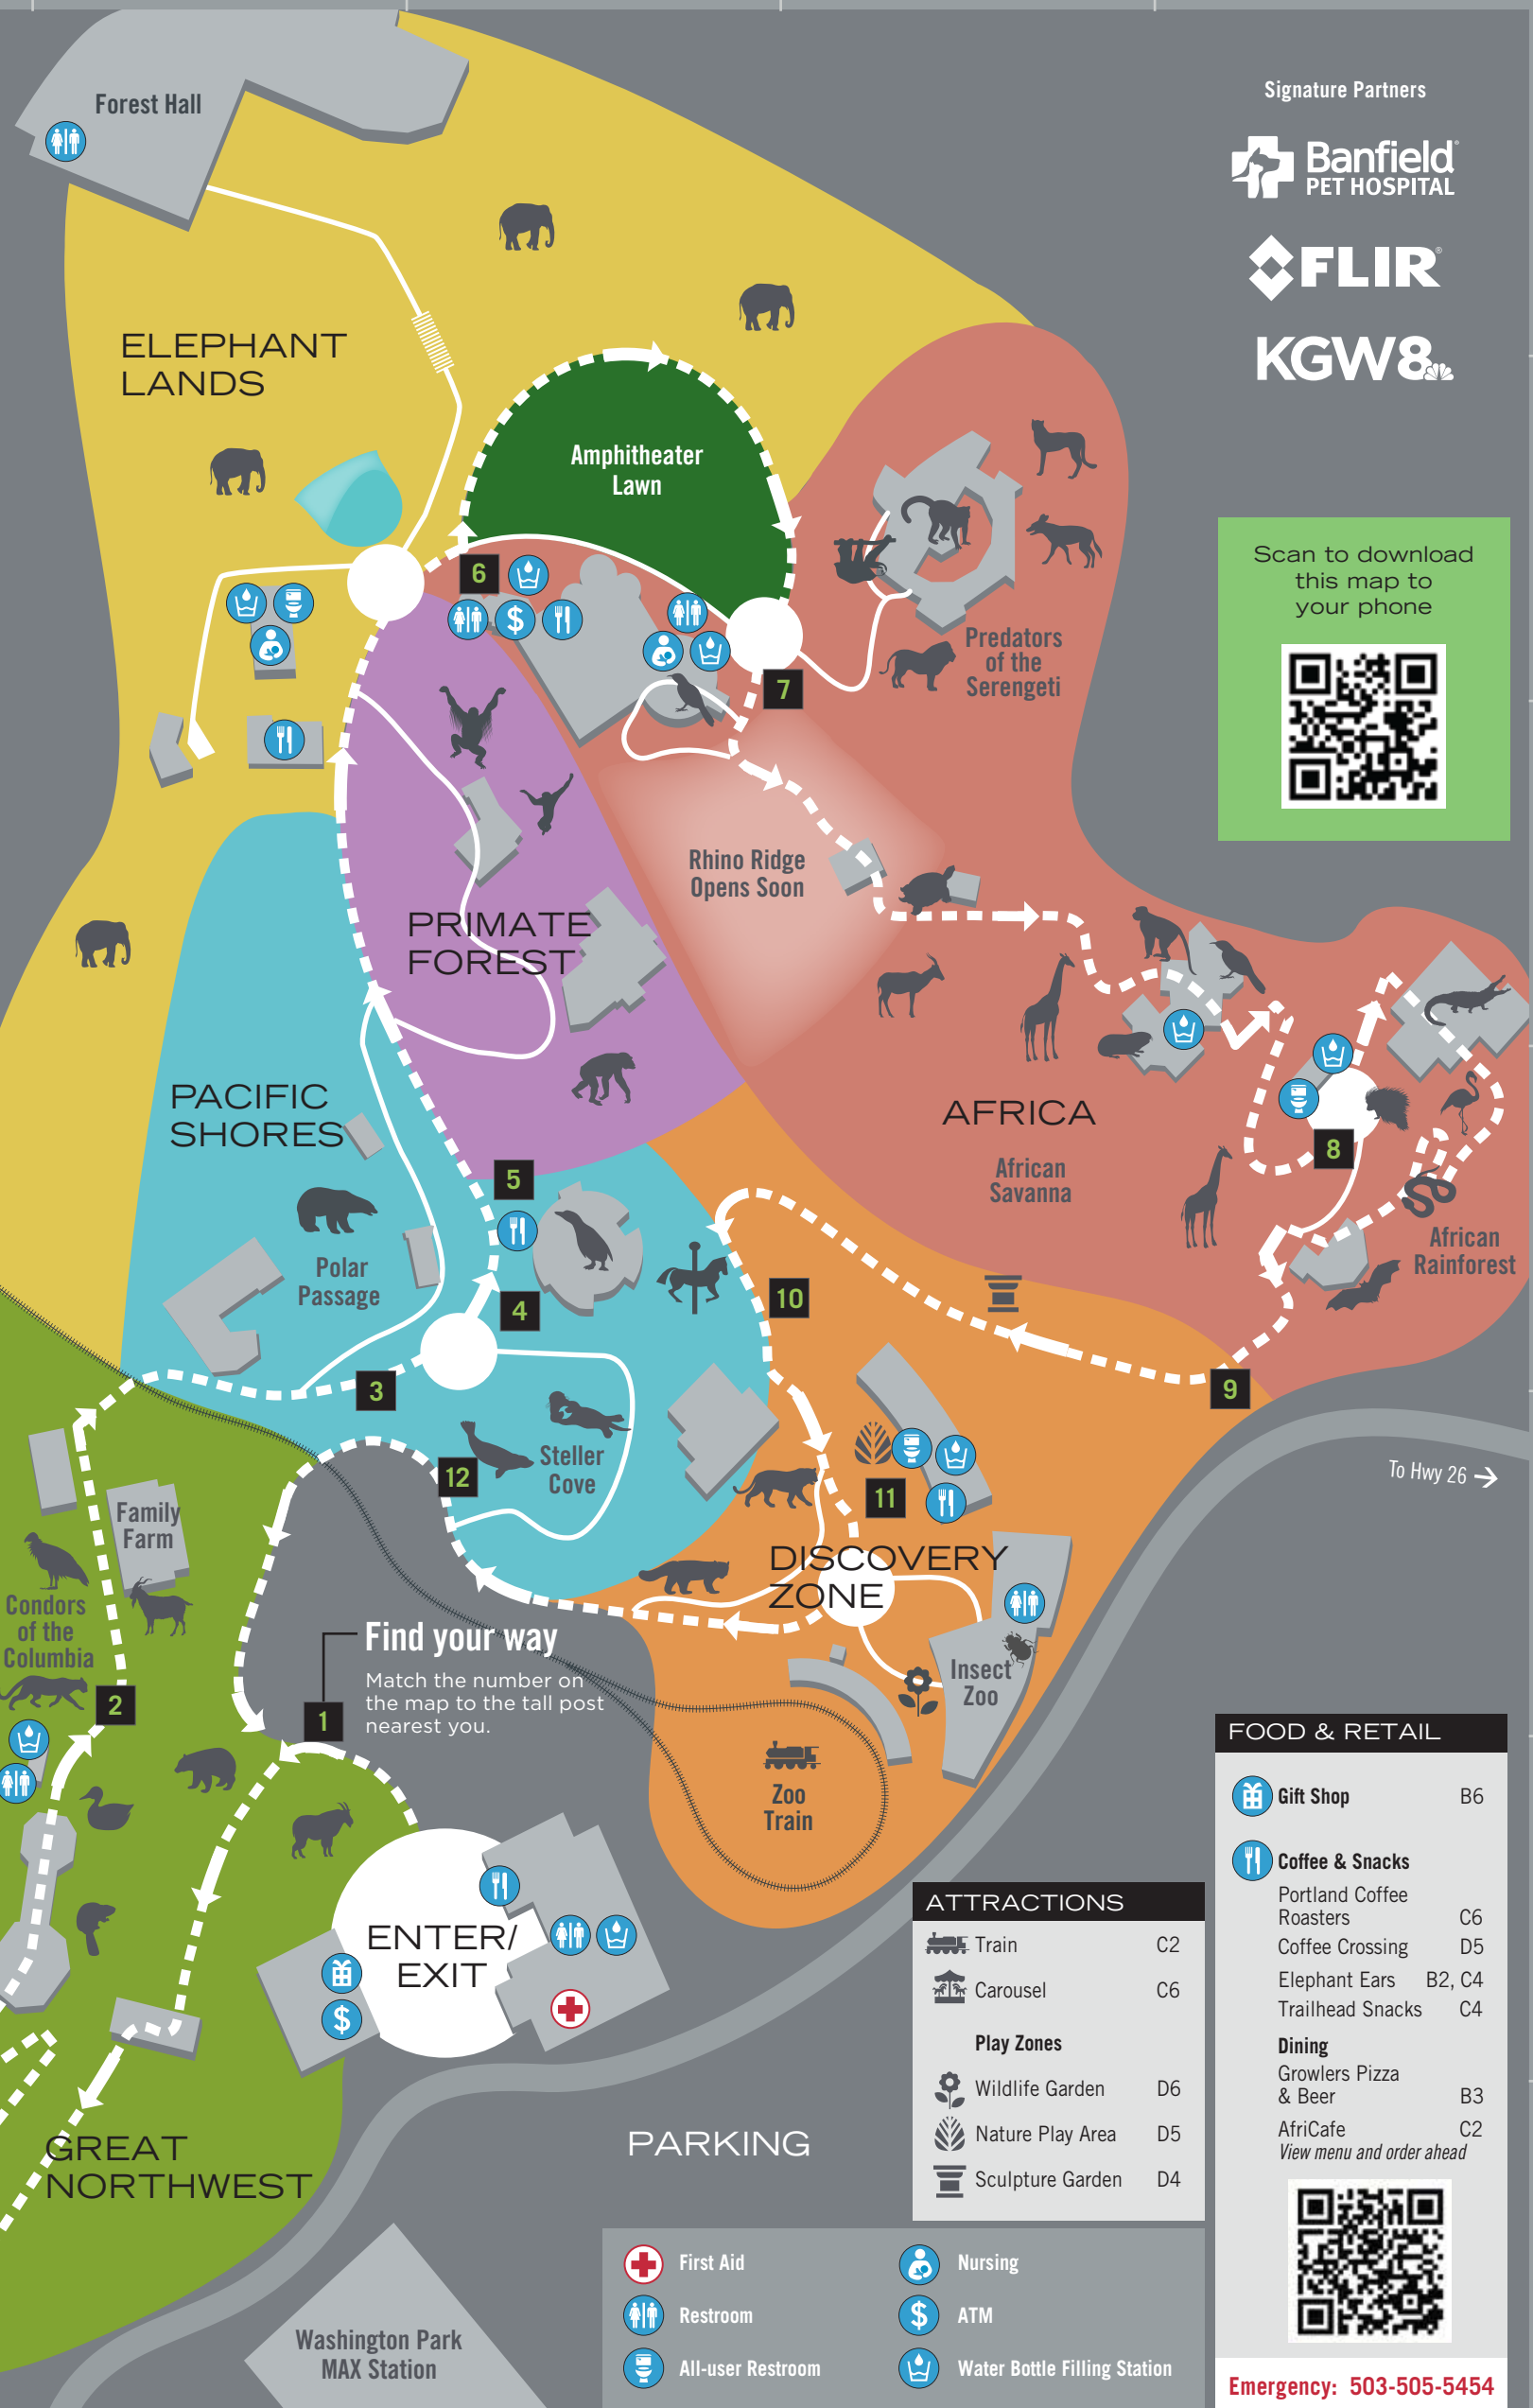 Forest Hall
Signature Partners
Banfield®
PET HOSPITAL
FLIR®
KGW8
ELEPHANT
LANDS
Amphitheater
Lawn
Scan to download
this map to
your phone
6
$
7
Predators
of the
Serengeti
Rhino Ridge
Opens Soon
PRIMATE
FOREST
PACIFIC
SHORES
AFRICA
African
Savanna
8
African
Rainforest
5
Polar
Passage
4
10
3
9
Steller
Cove
12
11
To Hwy 26
Family
Farm
DISCOVERY
ZONE
Condors
of the
Columbia
2
1
Find your way
Match the number on
the map to the tall post
nearest you.
Insect
Zoo
Zoo
Train
ENTER/
EXIT
$
GREAT
NORTHWEST
PARKING
Washington Park
MAX Station
ATTRACTIONS
Train C2
Carousel C6
Play Zones
Wildlife Garden D6
Nature Play Area D5
Sculpture Garden D4
First Aid
Restroom
All-user Restroom
Nursing
$ ATM
Water Bottle Filling Station
FOOD & RETAIL
Gift Shop B6
Coffee & Snacks
Portland Coffee
Roasters C6
Coffee Crossing D5
Elephant Ears B2, C4
Trailhead Snacks C4
Dining
Growlers Pizza
& Beer B3
AfriCafe C2
View menu and order ahead
Emergency: 503-505-5454